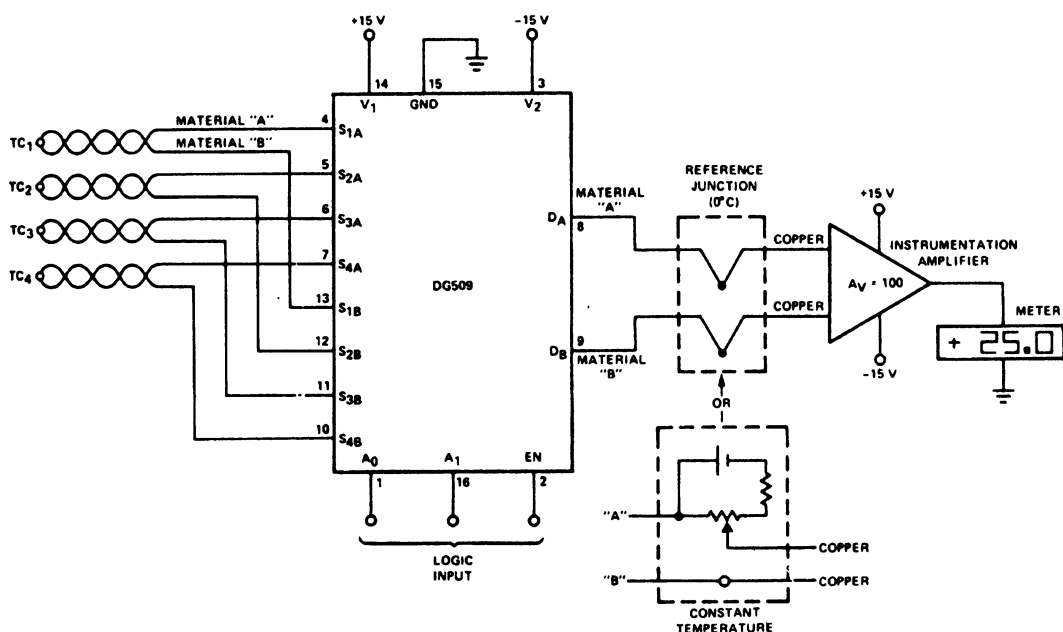 +15 V
-15 V
14
15
3
V1
GND
V2
MATERIAL "A"
MATERIAL "B"
TC1
TC2
TC3
TC4
4
S1A
5
S2A
6
S3A
7
S4A
13
S1B
12
S2B
11
S3B
10
S4B
DG509
DA
8
DB
9
A0
A1
EN
1
16
2
LOGIC
INPUT
MATERIAL
"A"
MATERIAL
"B"
REFERENCE
JUNCTION
(0°C)
COPPER
COPPER
+15 V
INSTRUMENTATION
AMPLIFIER
AV = 100
-15 V
METER
+ 25.0
OR
"A"
COPPER
"B"
COPPER
CONSTANT
TEMPERATURE